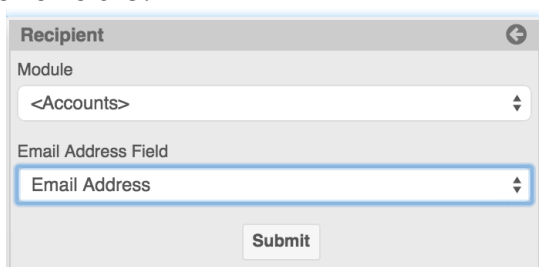 Recipient
Module
<Accounts>
Email Address Field
Email Address
Submit